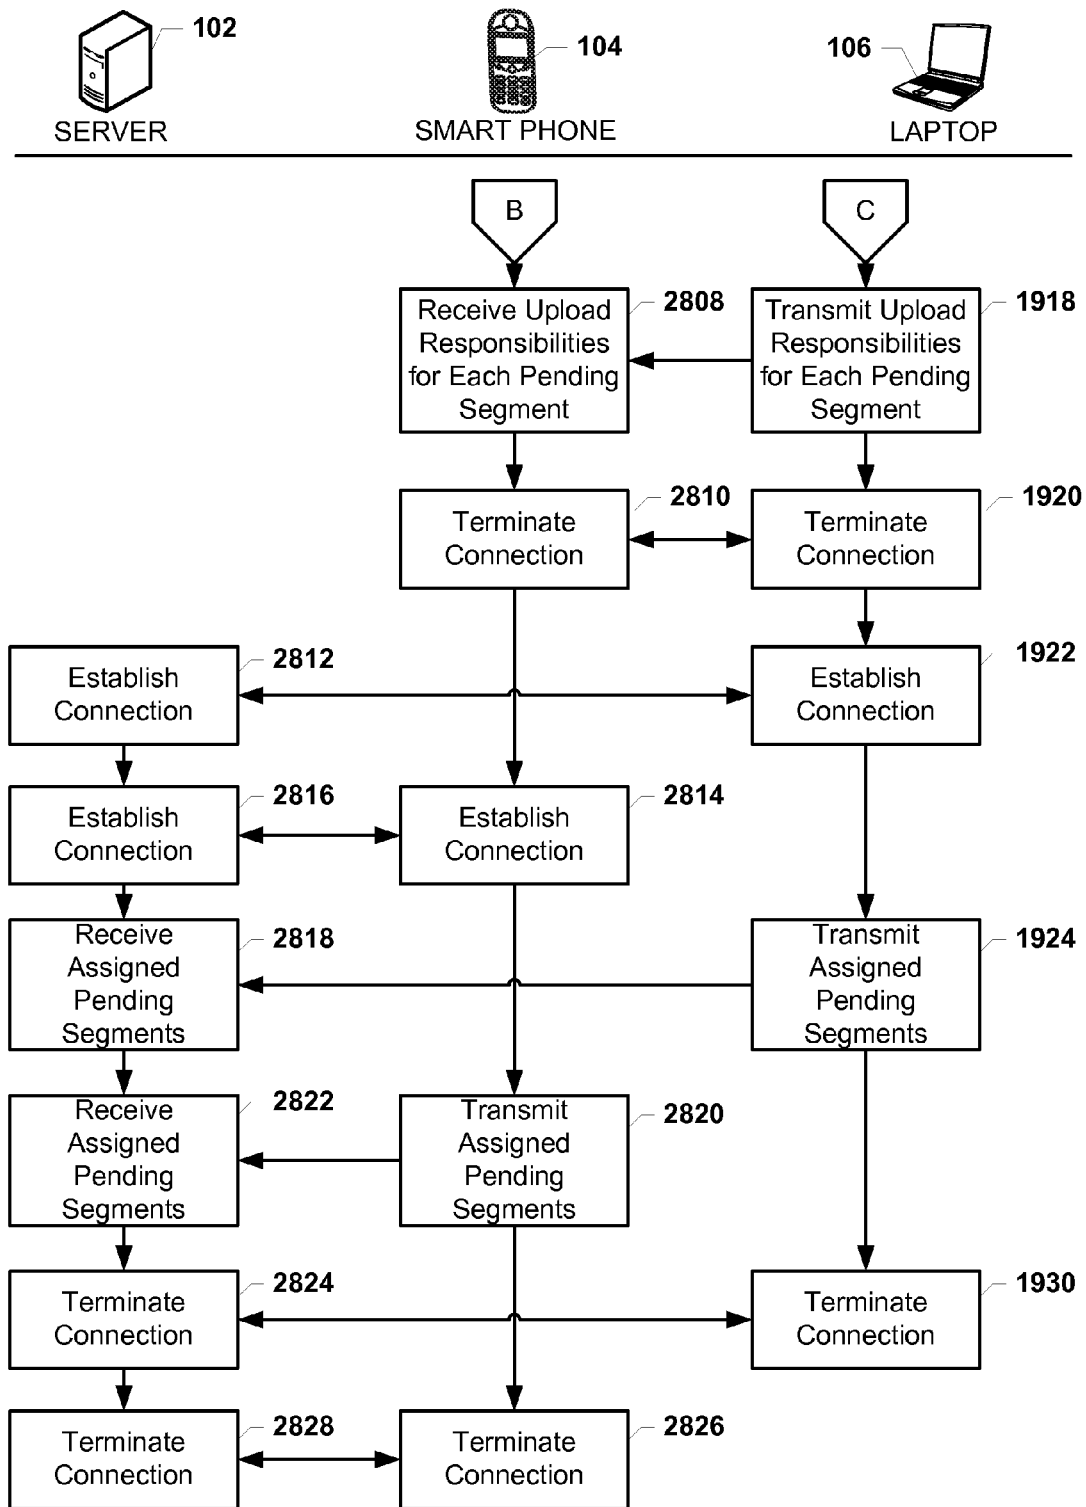 102
104
106
SERVER
SMART PHONE
LAPTOP
B
C
Receive Upload
Responsibilities
for Each Pending
Segment
2808
Transmit Upload
Responsibilities
for Each Pending
Segment
1918
Terminate
Connection
2810
Terminate
Connection
1920
Establish
Connection
2812
Establish
Connection
1922
Establish
Connection
2816
Establish
Connection
2814
Receive
Assigned
Pending
Segments
2818
Transmit
Assigned
Pending
Segments
1924
Receive
Assigned
Pending
Segments
2822
Transmit
Assigned
Pending
Segments
2820
Terminate
Connection
2824
Terminate
Connection
1930
Terminate
Connection
2828
Terminate
Connection
2826